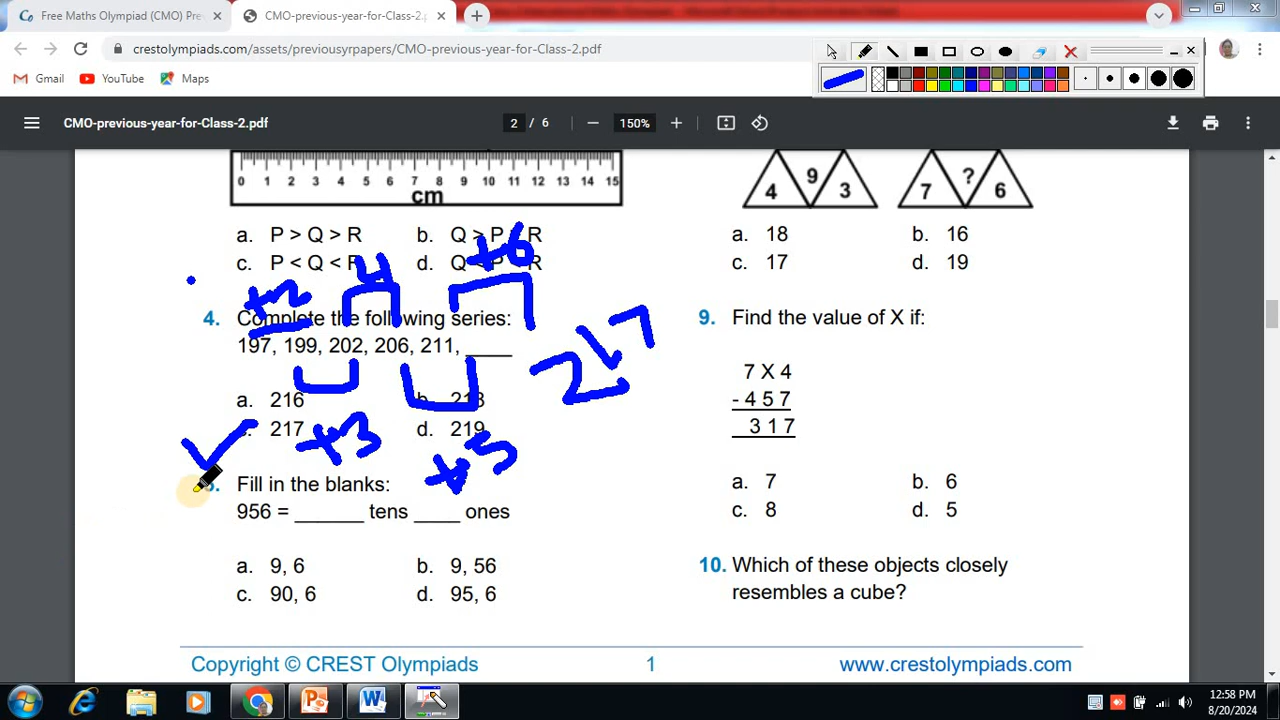 Free Maths Olympiad (CMO) Prev
CMO-previous-year-for-Class-2.p
crestolympiads.com/assets/previousyrpapers/CMO-previous-year-for-Class-2.pdf
Gmail
YouTube
Maps
CMO-previous-year-for-Class-2.pdf
2 / 6
150%
0 1 2 3 4 5 6 7 8 9 10 11 12 13 14 15
cm
a. P > Q > R
b. Q > P R
c. P < Q < R
d. Q < P R
+2
4
+6
4. Complete the following series:
197, 199, 202, 206, 211, ____
217
a. 216
b. 218
c. 217
d. 219
+3
+5
5. Fill in the blanks:
956 = ______ tens ____ ones
a. 9, 6
b. 9, 56
c. 90, 6
d. 95, 6
4 9 3
7 ? 6
a. 18
b. 16
c. 17
d. 19
9. Find the value of X if:
7 X 4
- 4 5 7
3 1 7
a. 7
b. 6
c. 8
d. 5
10. Which of these objects closely
resembles a cube?
Copyright © CREST Olympiads
1
www.crestolympiads.com
12:58 PM
8/20/2024